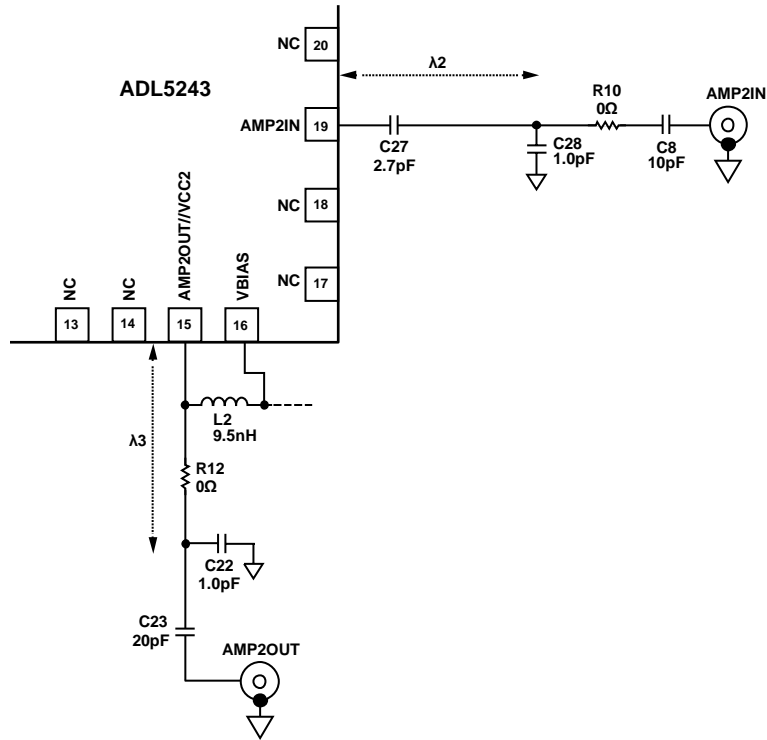 NC
20
ADL5243
λ2
R10
0Ω
AMP2IN
AMP2IN
19
C27
2.7pF
C28
1.0pF
C8
10pF
NC
18
NC
17
NC
NC
AMP2OUT//VCC2
VBIAS
13
14
15
16
L2
9.5nH
λ3
R12
0Ω
C22
1.0pF
C23
20pF
AMP2OUT